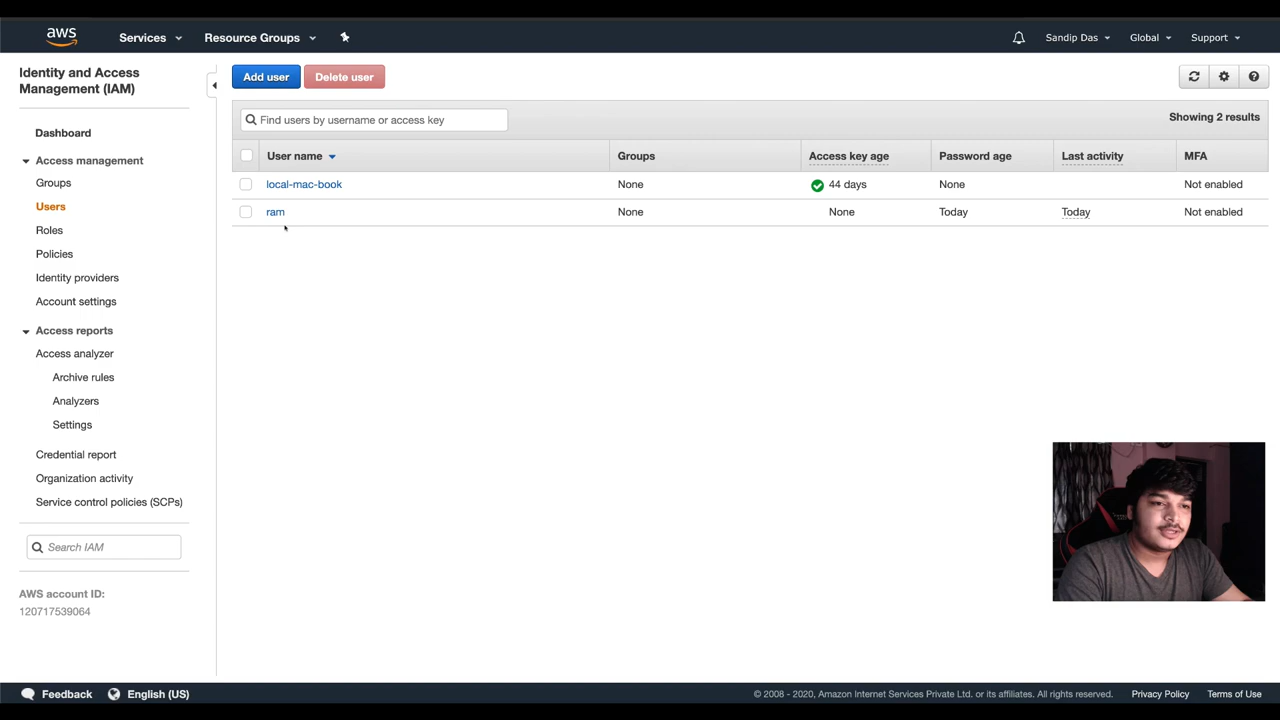 aws
Services
Resource Groups
Sandip Das
Global
Support
Identity and Access
Management (IAM)
Dashboard
Access management
Groups
Users
Roles
Policies
Identity providers
Account settings
Access reports
Access analyzer
Archive rules
Analyzers
Settings
Credential report
Organization activity
Service control policies (SCPs)
Search IAM
AWS account ID:
120717539064
Add user
Delete user
Find users by username or access key
Showing 2 results
User name Groups Access key age Password age Last activity MFA
local-mac-book None 44 days None Not enabled
ram None None Today Today Not enabled
Feedback
English (US)
© 2008 - 2020, Amazon Internet Services Private Ltd. or its affiliates. All rights reserved.
Privacy Policy
Terms of Use